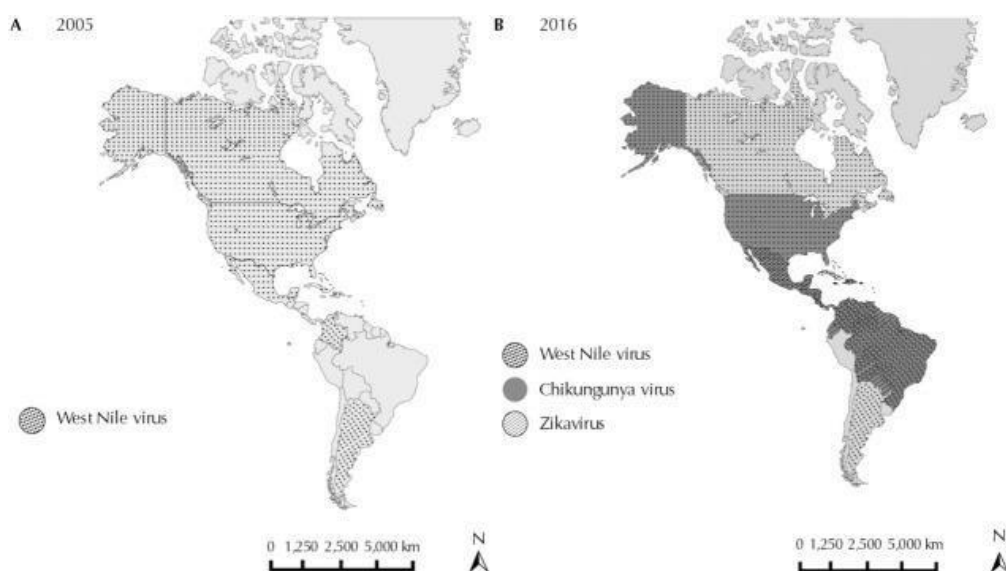 A 2005
West Nile virus
0 1,250 2,500 5,000 km
N
B 2016
West Nile virus
Chikungunya virus
Zikavirus
0 1,250 2,500 5,000 km
N